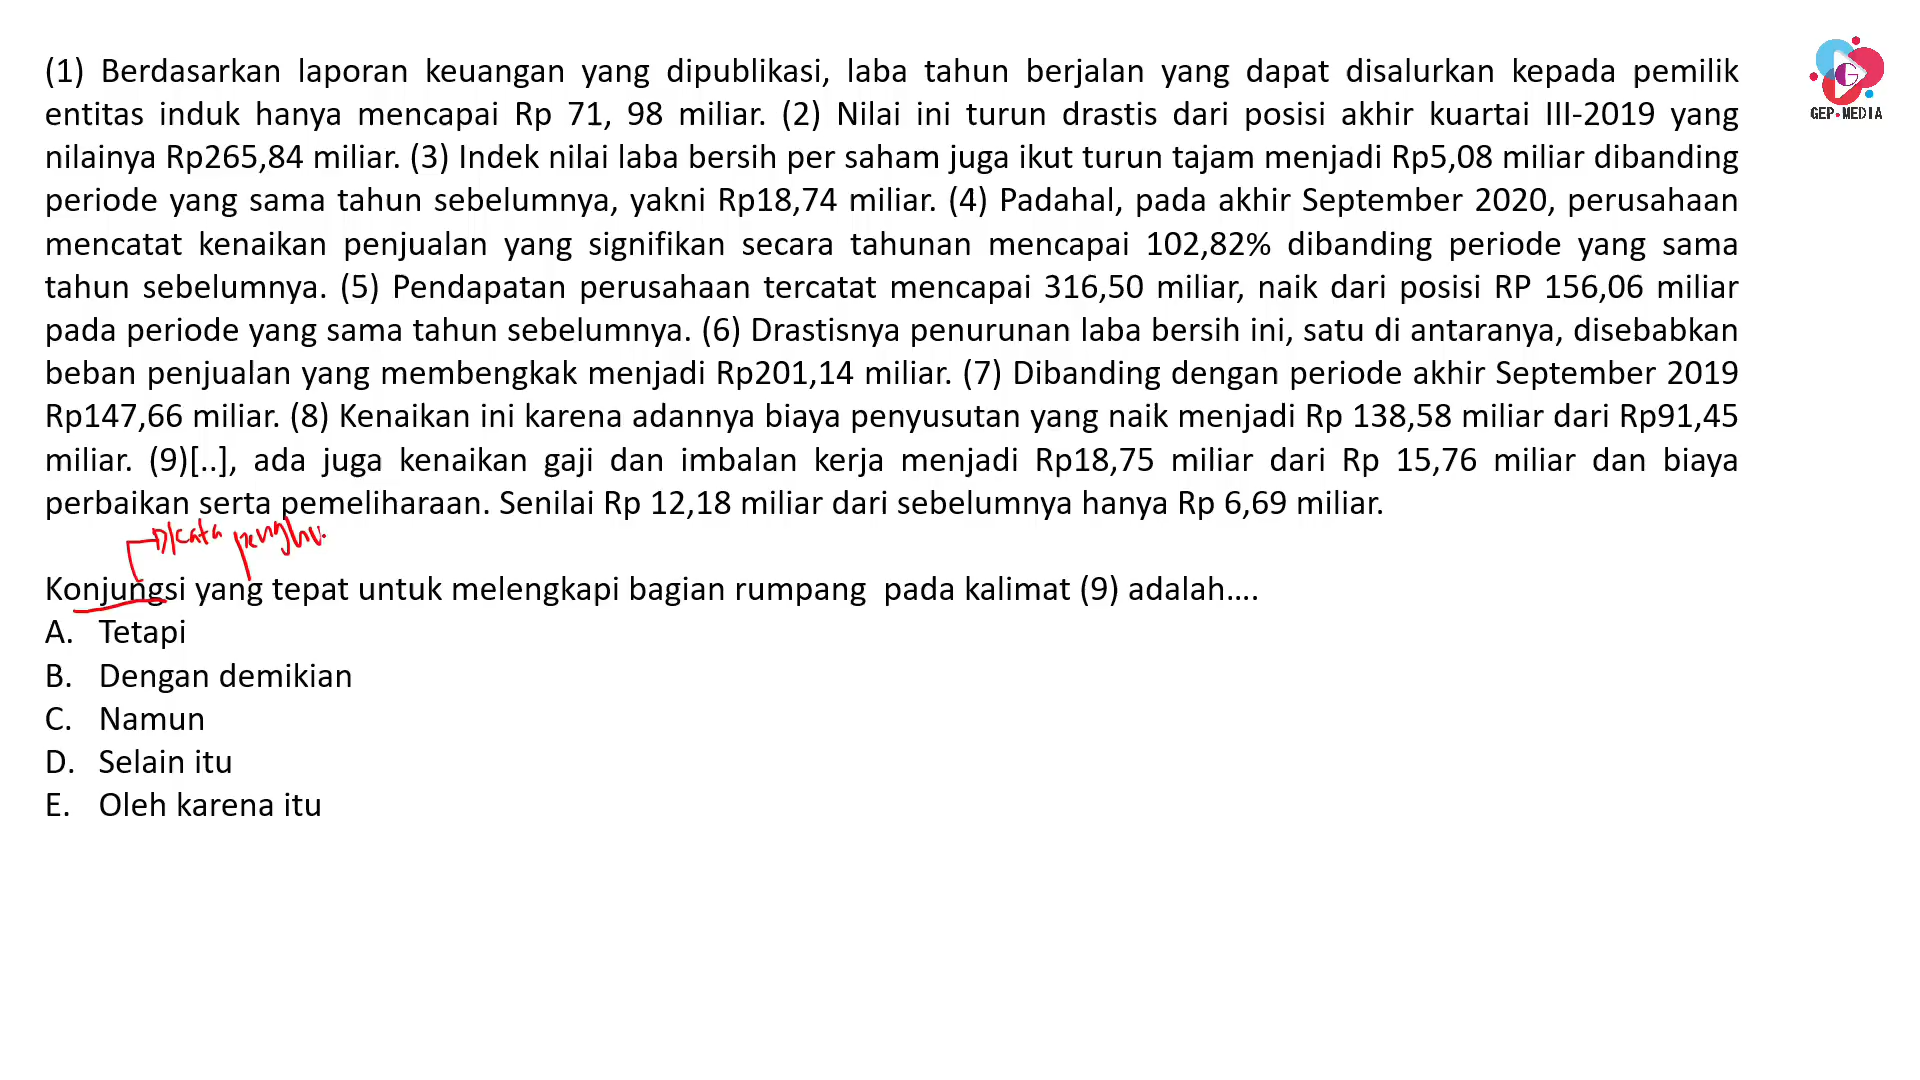 (1) Berdasarkan laporan keuangan yang dipublikasi, laba tahun berjalan yang dapat disalurkan kepada pemilik
entitas induk hanya mencapai Rp 71, 98 miliar. (2) Nilai ini turun drastis dari posisi akhir kuartai III-2019 yang
nilainya Rp265,84 miliar. (3) Indek nilai laba bersih per saham juga ikut turun tajam menjadi Rp5,08 miliar dibanding
periode yang sama tahun sebelumnya, yakni Rp18,74 miliar. (4) Padahal, pada akhir September 2020, perusahaan
mencatat kenaikan penjualan yang signifikan secara tahunan mencapai 102,82% dibanding periode yang sama
tahun sebelumnya. (5) Pendapatan perusahaan tercatat mencapai 316,50 miliar, naik dari posisi RP 156,06 miliar
pada periode yang sama tahun sebelumnya. (6) Drastisnya penurunan laba bersih ini, satu di antaranya, disebabkan
beban penjualan yang membengkak menjadi Rp201,14 miliar. (7) Dibanding dengan periode akhir September 2019
Rp147,66 miliar. (8) Kenaikan ini karena adannya biaya penyusutan yang naik menjadi Rp 138,58 miliar dari Rp91,45
miliar. (9)[..], ada juga kenaikan gaji dan imbalan kerja menjadi Rp18,75 miliar dari Rp 15,76 miliar dan biaya
perbaikan serta pemeliharaan. Senilai Rp 12,18 miliar dari sebelumnya hanya Rp 6,69 miliar.
kata penghu
Konjungsi yang tepat untuk melengkapi bagian rumpang pada kalimat (9) adalah....
A. Tetapi
B. Dengan demikian
C. Namun
D. Selain itu
E. Oleh karena itu
G
GEP MEDIA